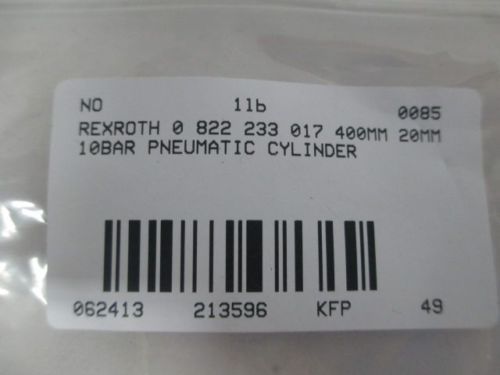 NO 1lb 0085
REXROTH 0 822 233 017 400MM 20MM
10BAR PNEUMATIC CYLINDER
062413 213596 KFP 49